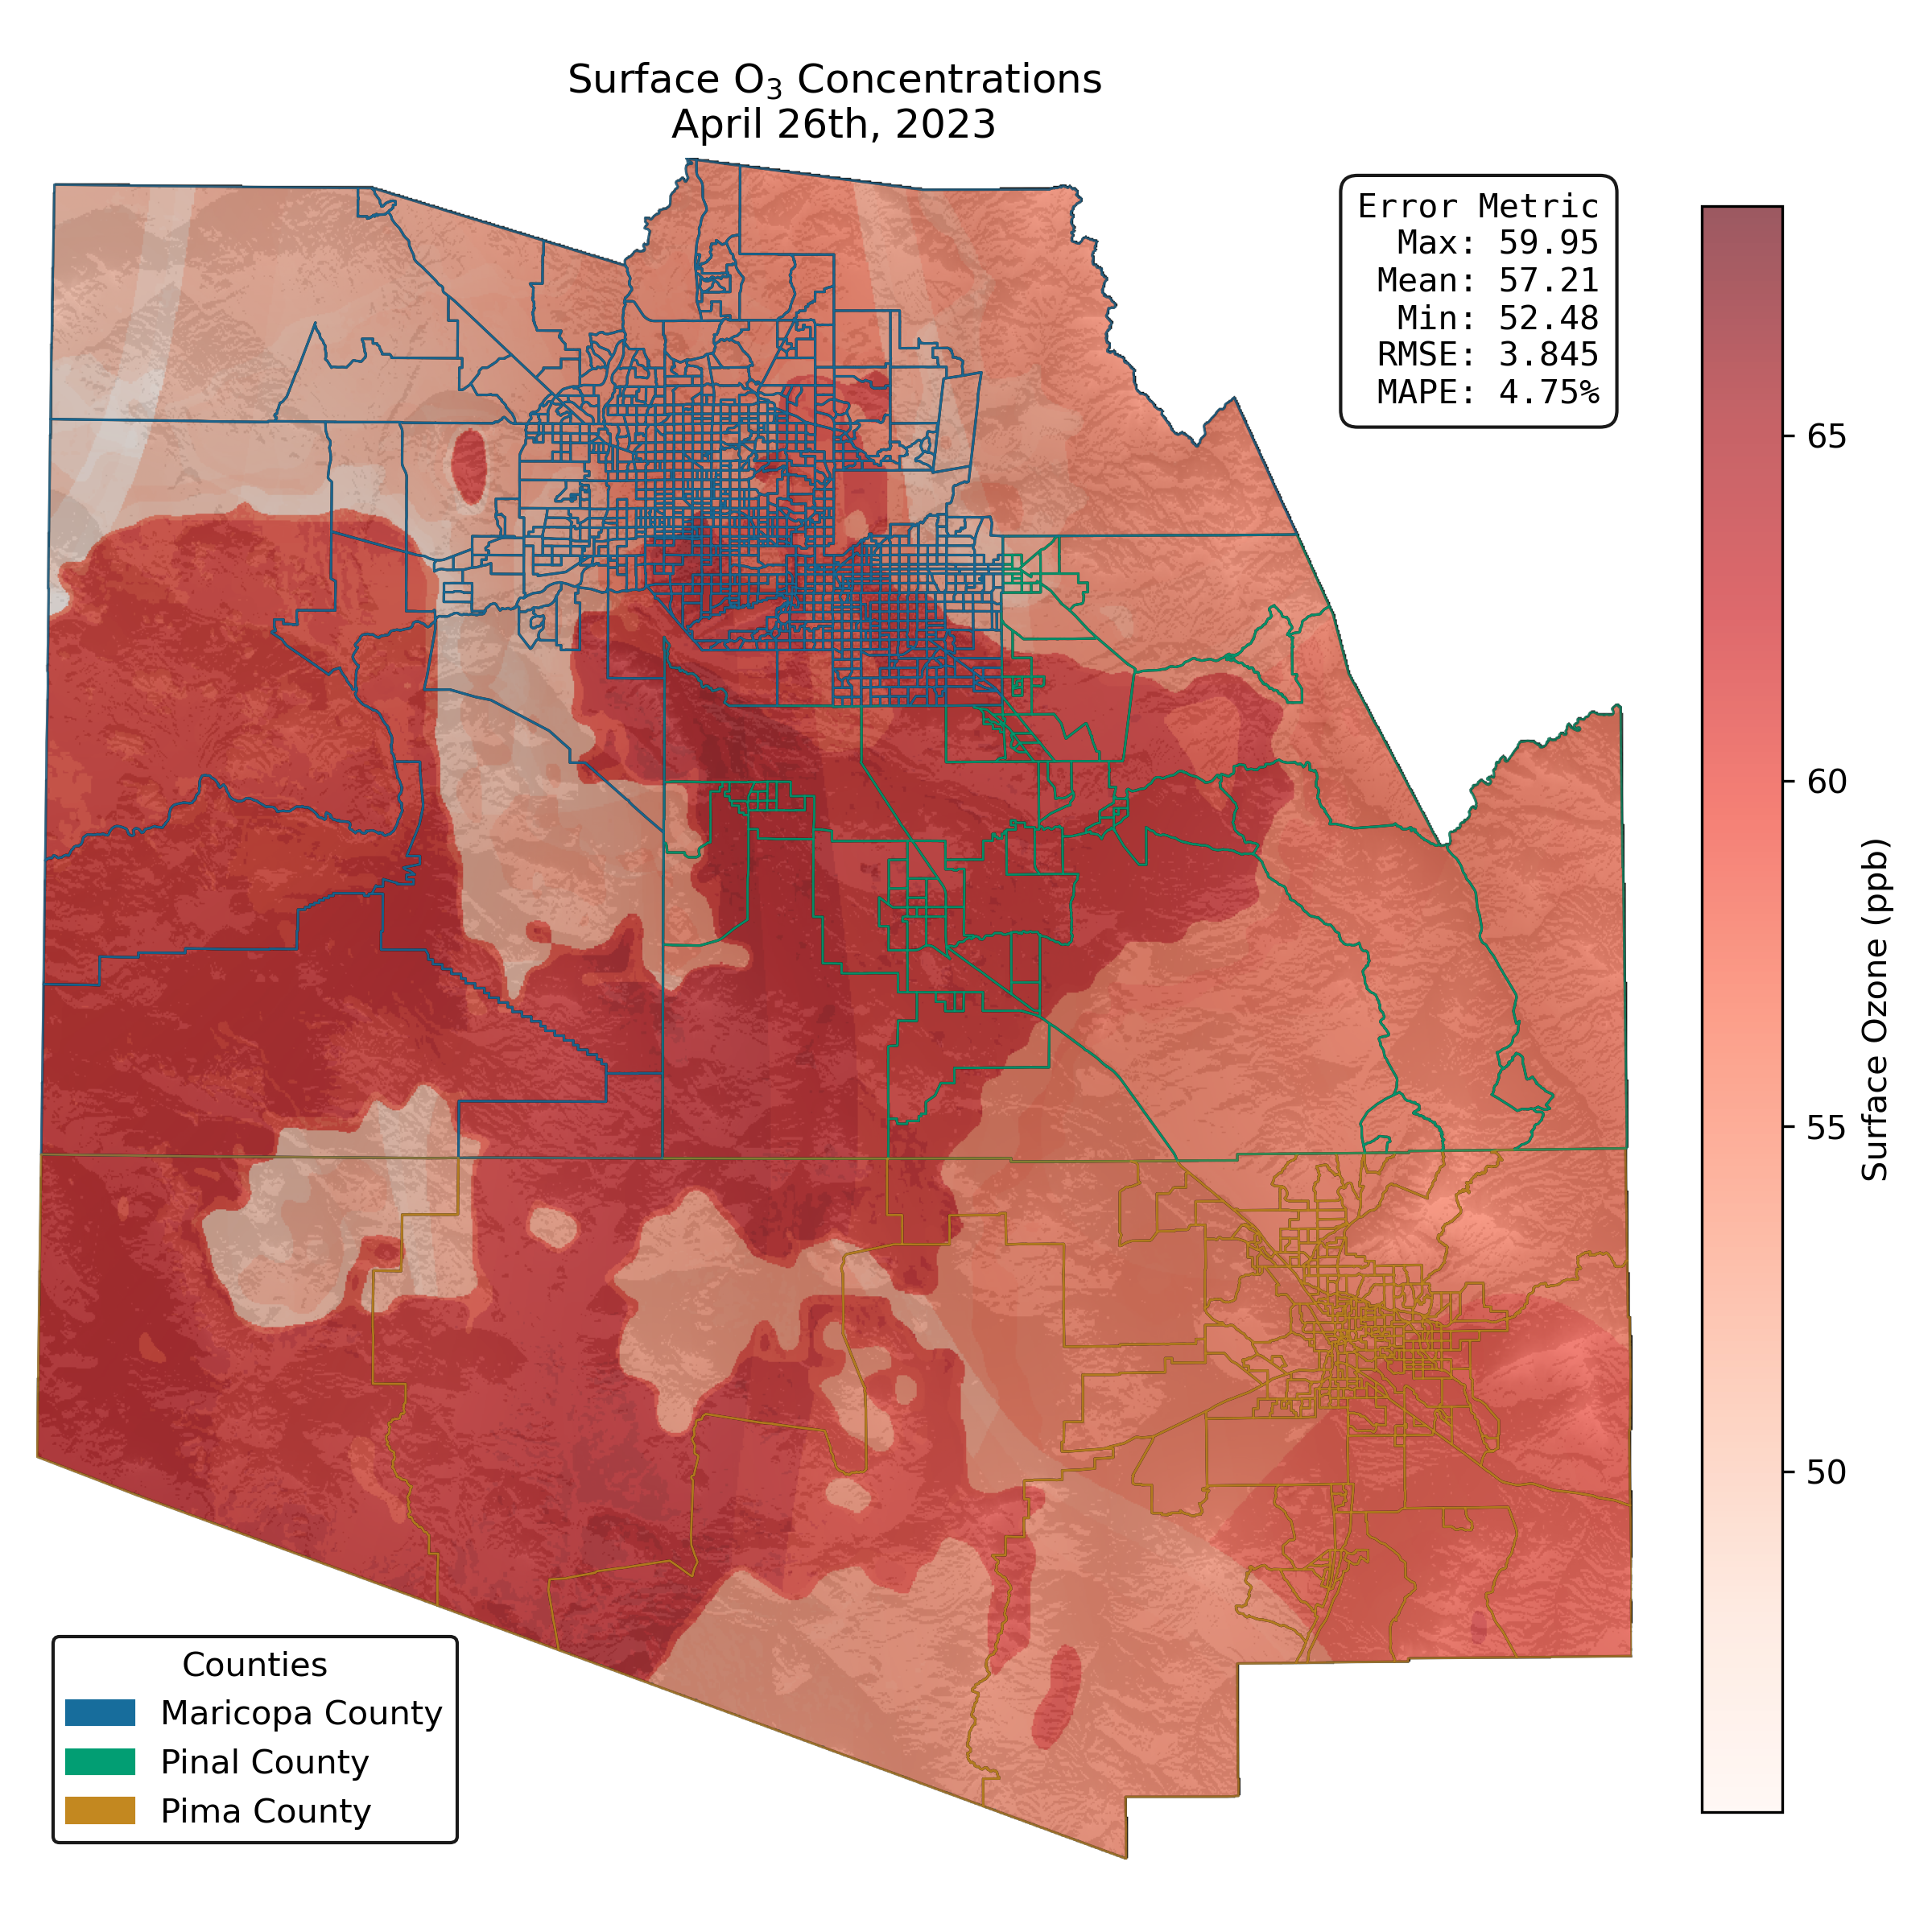 Surface O₃ Concentrations
April 26th, 2023
Error Metric
Max: 59.95
Mean: 57.21
Min: 52.48
RMSE: 3.845
MAPE: 4.75%
65
60
55
50
Surface Ozone (ppb)
Counties
Maricopa County
Pinal County
Pima County